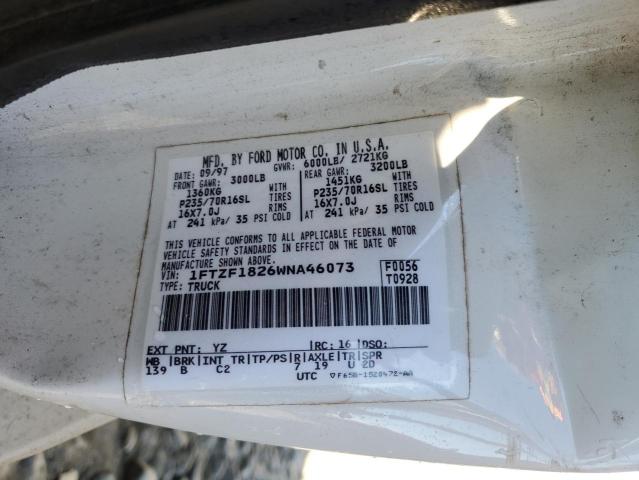 MFD. BY FORD MOTOR CO. IN U.S.A.
DATE: 09/97 GVWR: 6000LB/ 2721KG
FRONT GAWR: 3000LB REAR GAWR: 3200LB
1360KG WITH 1451KG WITH
P235/70R16SL TIRES P235/70R16SL TIRES
16X7.0J RIMS 16X7.0J RIMS
AT 241 kPa/ 35 PSI COLD AT 241 kPa/ 35 PSI COLD
THIS VEHICLE CONFORMS TO ALL APPLICABLE FEDERAL MOTOR
VEHICLE SAFETY STANDARDS IN EFFECT ON THE DATE OF
MANUFACTURE SHOWN ABOVE.
VIN: 1FTZF1826WNA46073 F0056
TYPE: TRUCK T0928
EXT PNT: YZ RC: 16 DSO:
WB BRK INT TR TP/PS R AXLE TR SPR
139 B C2 7 19 U 2D
UTC ▽F65B-1520472-AA